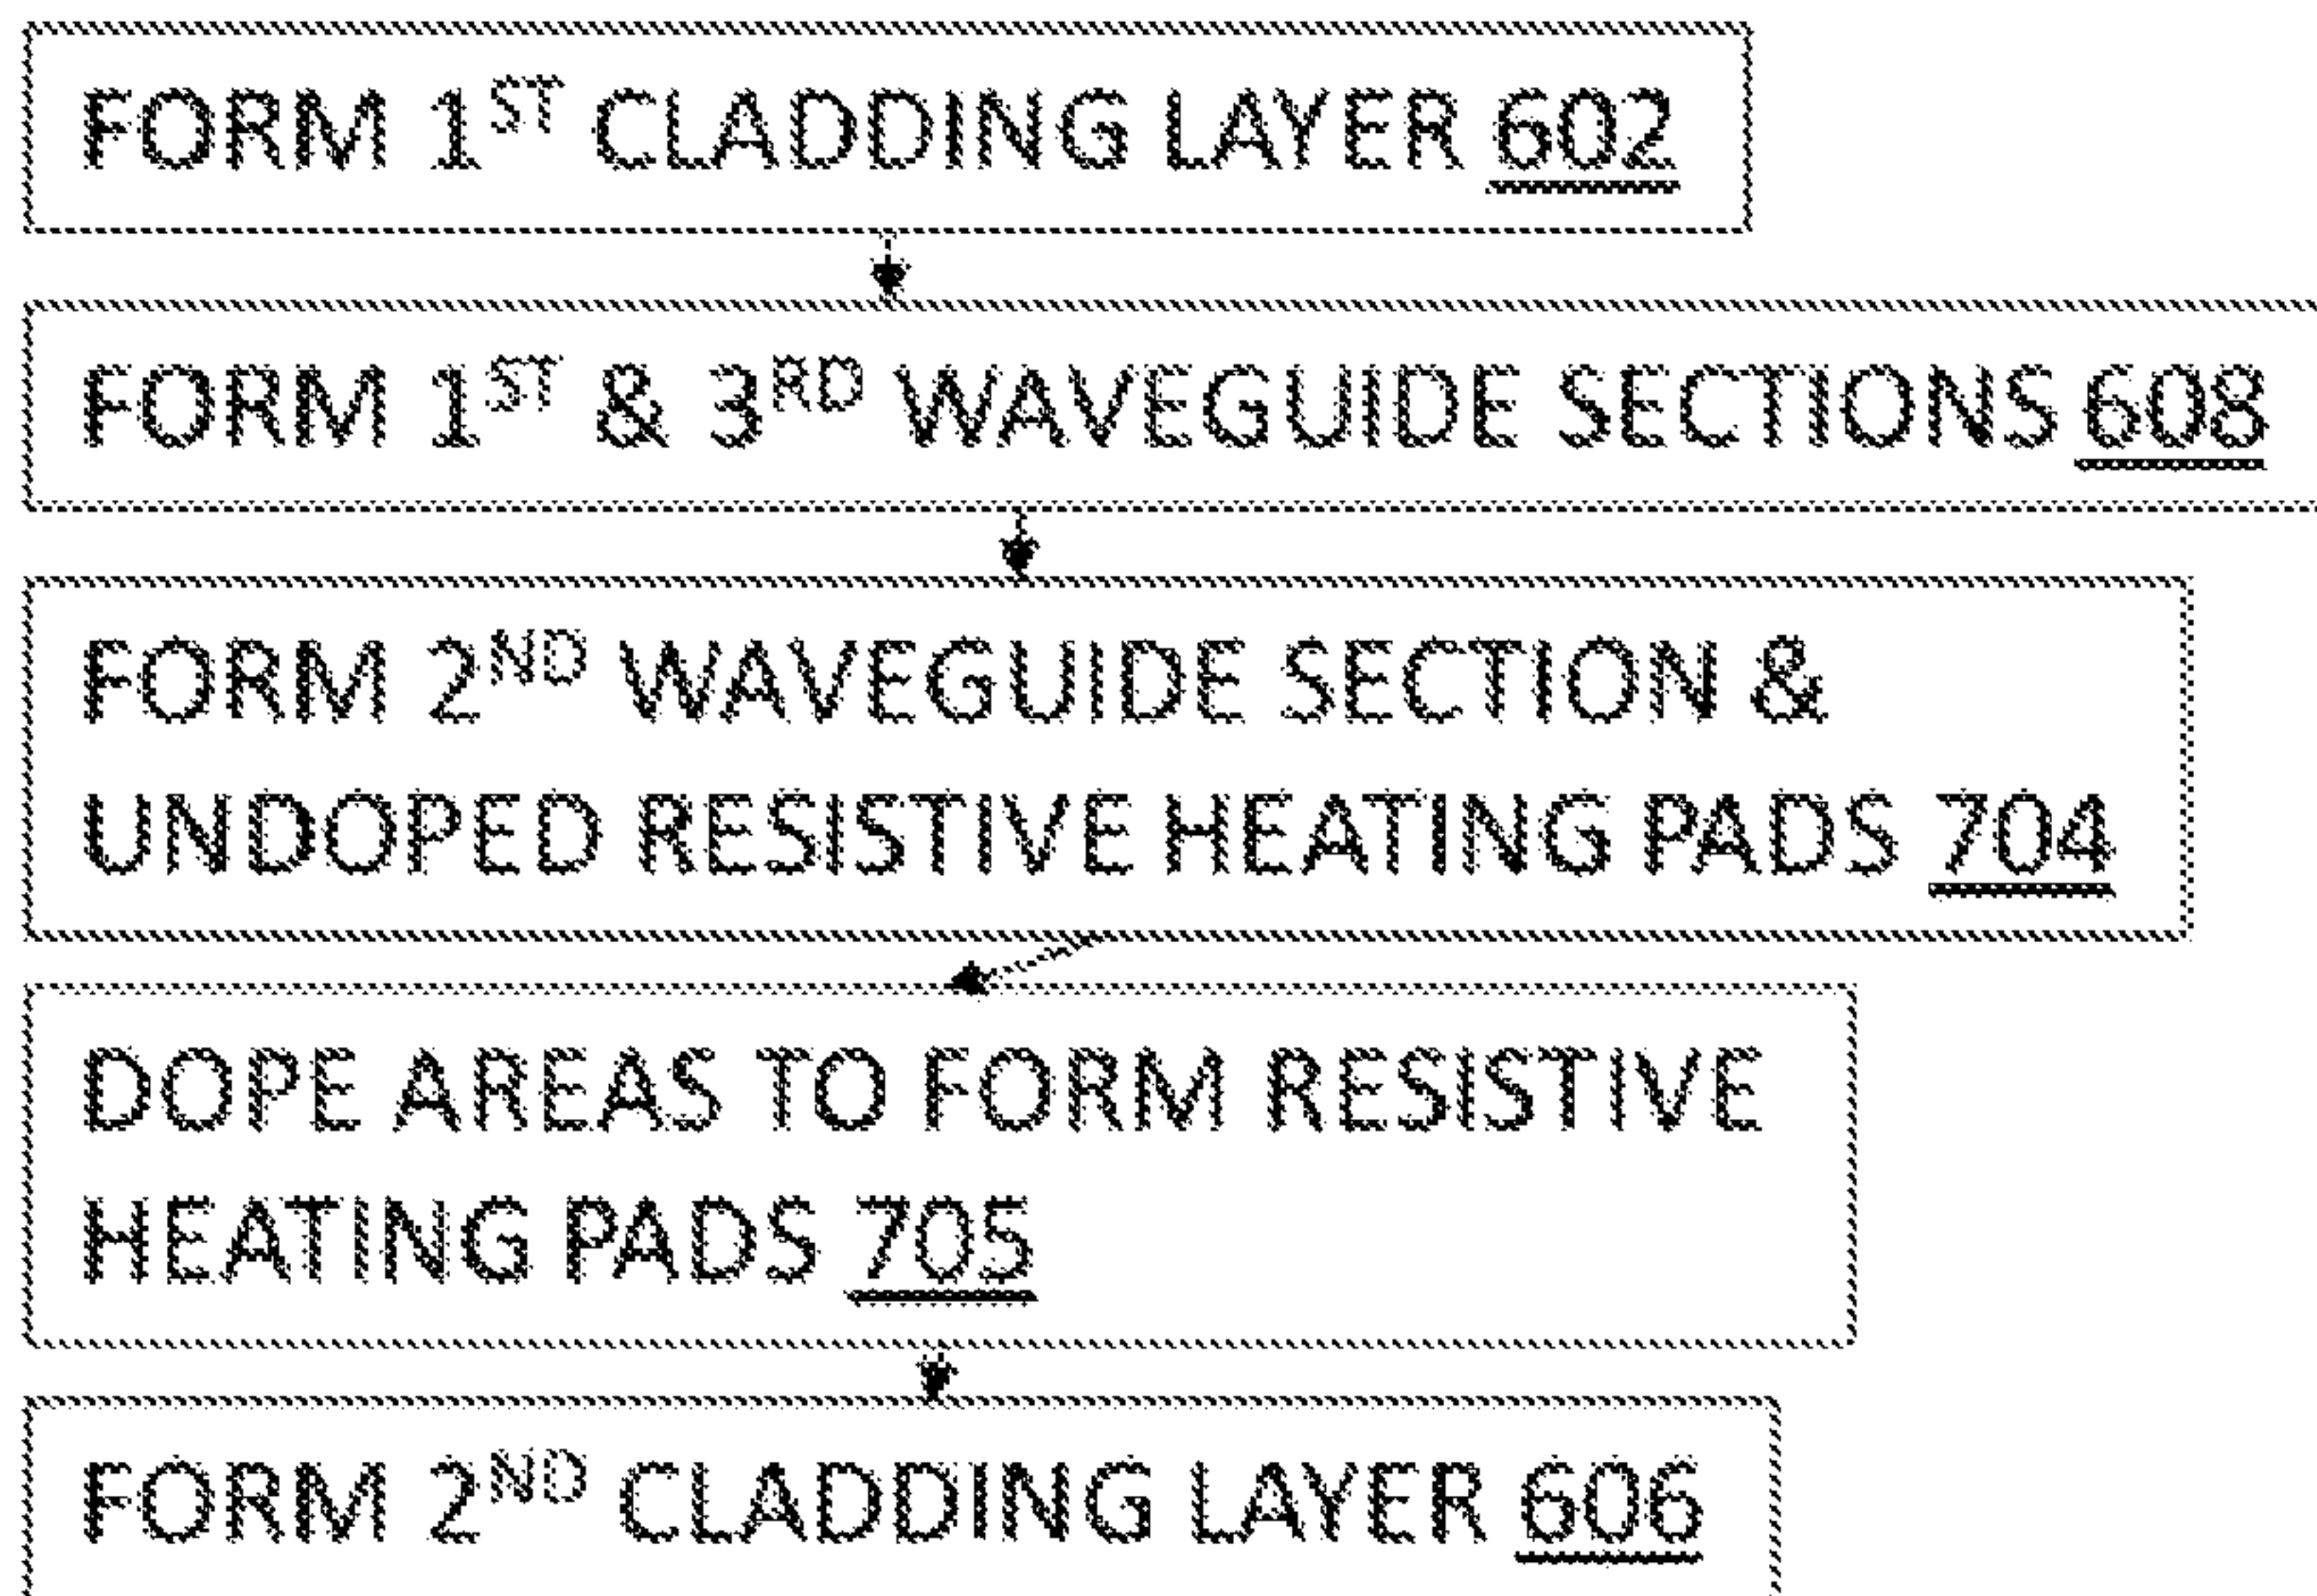 FORM 1ST CLADDING LAYER 602
FORM 1ST & 3RD WAVEGUIDE SECTIONS 608
FORM 2ND WAVEGUIDE SECTION &
UNDOPED RESISTIVE HEATING PADS 704
DOPE AREAS TO FORM RESISTIVE
HEATING PADS 705
FORM 2ND CLADDING LAYER 606